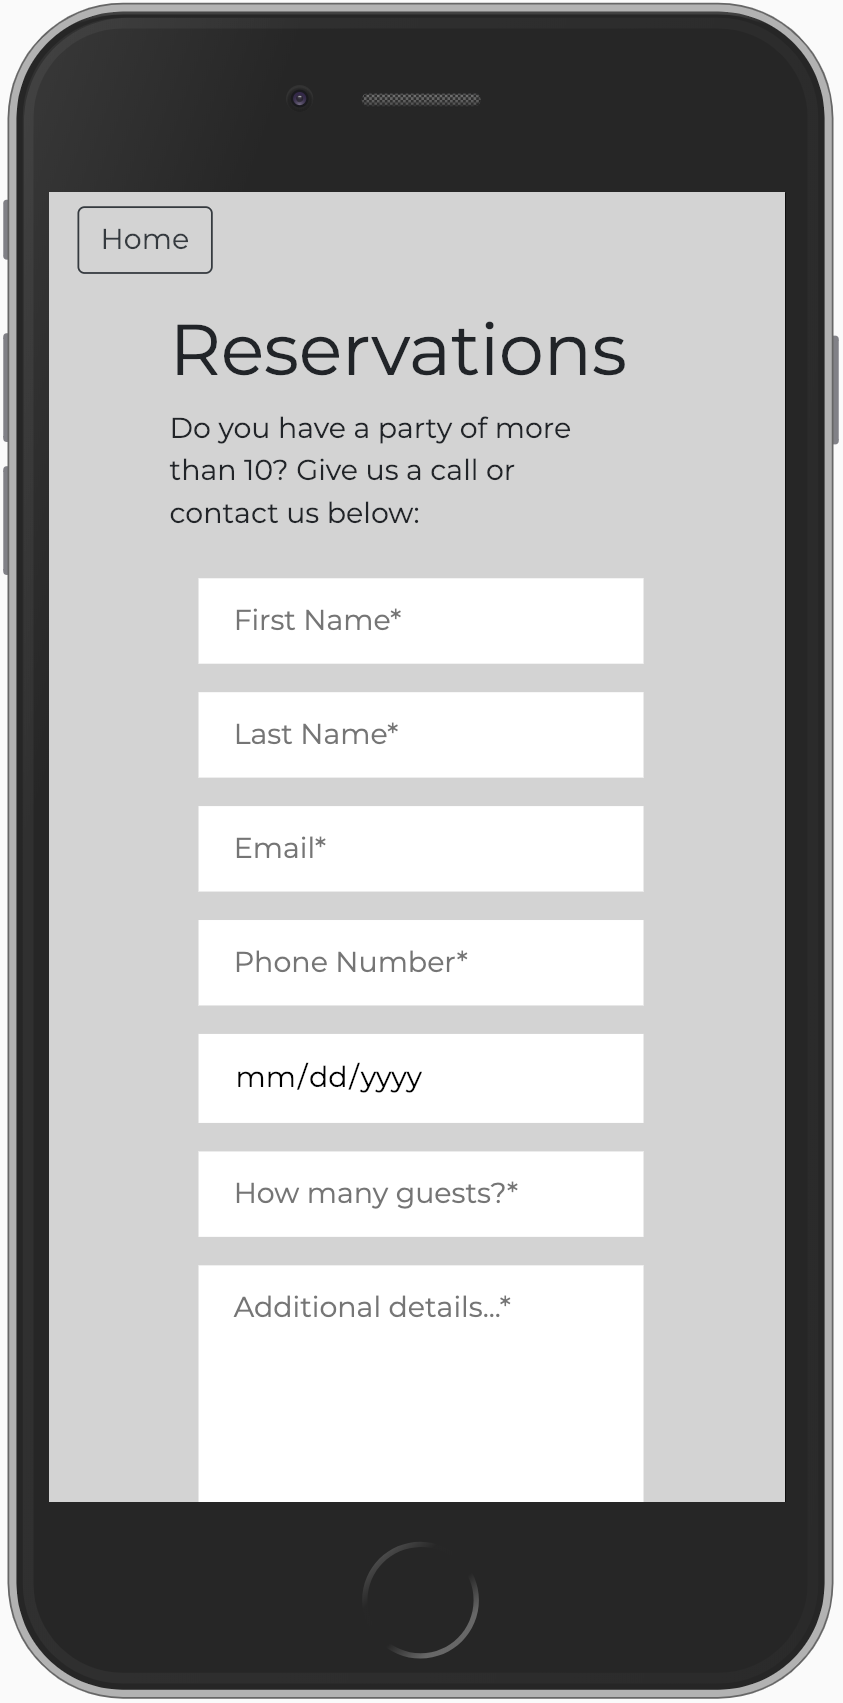 Home
Reservations
Do you have a party of more
than 10? Give us a call or
contact us below:
First Name*
Last Name*
Email*
Phone Number*
mm/dd/yyyy
How many guests?*
Additional details...*